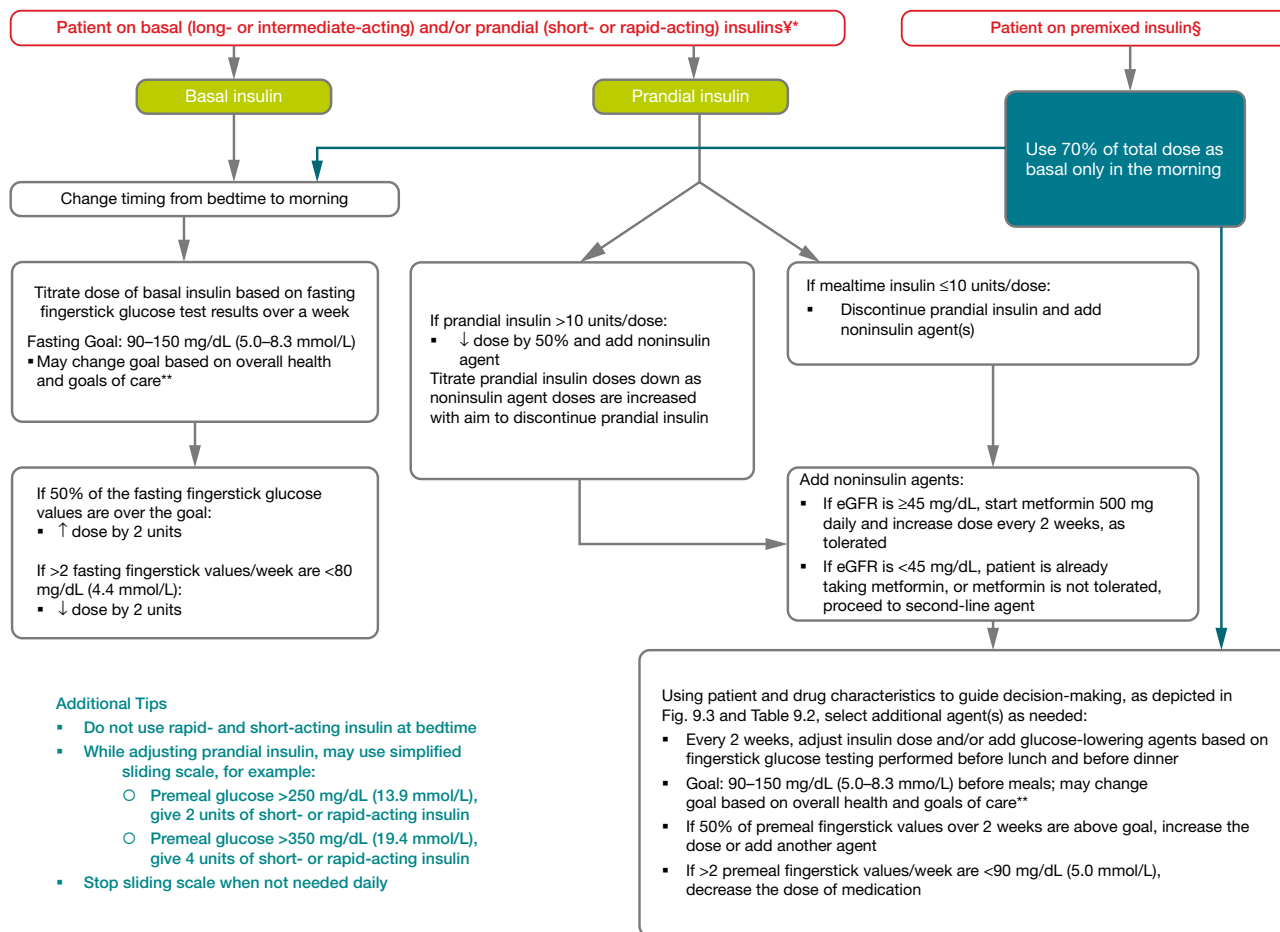 Patient on basal (long- or intermediate-acting) and/or prandial (short- or rapid-acting) insulins¥*
Patient on premixed insulin§
Basal insulin
Prandial insulin
Use 70% of total dose as
basal only in the morning
Change timing from bedtime to morning
Titrate dose of basal insulin based on fasting
fingerstick glucose test results over a week
Fasting Goal: 90–150 mg/dL (5.0–8.3 mmol/L)
▪ May change goal based on overall health
and goals of care**
If prandial insulin >10 units/dose:
▪ ↓ dose by 50% and add noninsulin
agent
Titrate prandial insulin doses down as
noninsulin agent doses are increased
with aim to discontinue prandial insulin
If mealtime insulin ≤10 units/dose:
▪ Discontinue prandial insulin and add
noninsulin agent(s)
If 50% of the fasting fingerstick glucose
values are over the goal:
▪ ↑ dose by 2 units
If >2 fasting fingerstick values/week are <80
mg/dL (4.4 mmol/L):
▪ ↓ dose by 2 units
Add noninsulin agents:
▪ If eGFR is ≥45 mg/dL, start metformin 500 mg
daily and increase dose every 2 weeks, as
tolerated
▪ If eGFR is <45 mg/dL, patient is already
taking metformin, or metformin is not tolerated,
proceed to second-line agent
Using patient and drug characteristics to guide decision-making, as depicted in
Fig. 9.3 and Table 9.2, select additional agent(s) as needed:
▪ Every 2 weeks, adjust insulin dose and/or add glucose-lowering agents based on
fingerstick glucose testing performed before lunch and before dinner
▪ Goal: 90–150 mg/dL (5.0–8.3 mmo/L) before meals; may change
goal based on overall health and goals of care**
▪ If 50% of premeal fingerstick values over 2 weeks are above goal, increase the
dose or add another agent
▪ If >2 premeal fingerstick values/week are <90 mg/dL (5.0 mmol/L),
decrease the dose of medication
Additional Tips
▪ Do not use rapid- and short-acting insulin at bedtime
▪ While adjusting prandial insulin, may use simplified
sliding scale, for example:
○ Premeal glucose >250 mg/dL (13.9 mmol/L),
give 2 units of short- or rapid-acting insulin
○ Premeal glucose >350 mg/dL (19.4 mmol/L),
give 4 units of short- or rapid-acting insulin
▪ Stop sliding scale when not needed daily